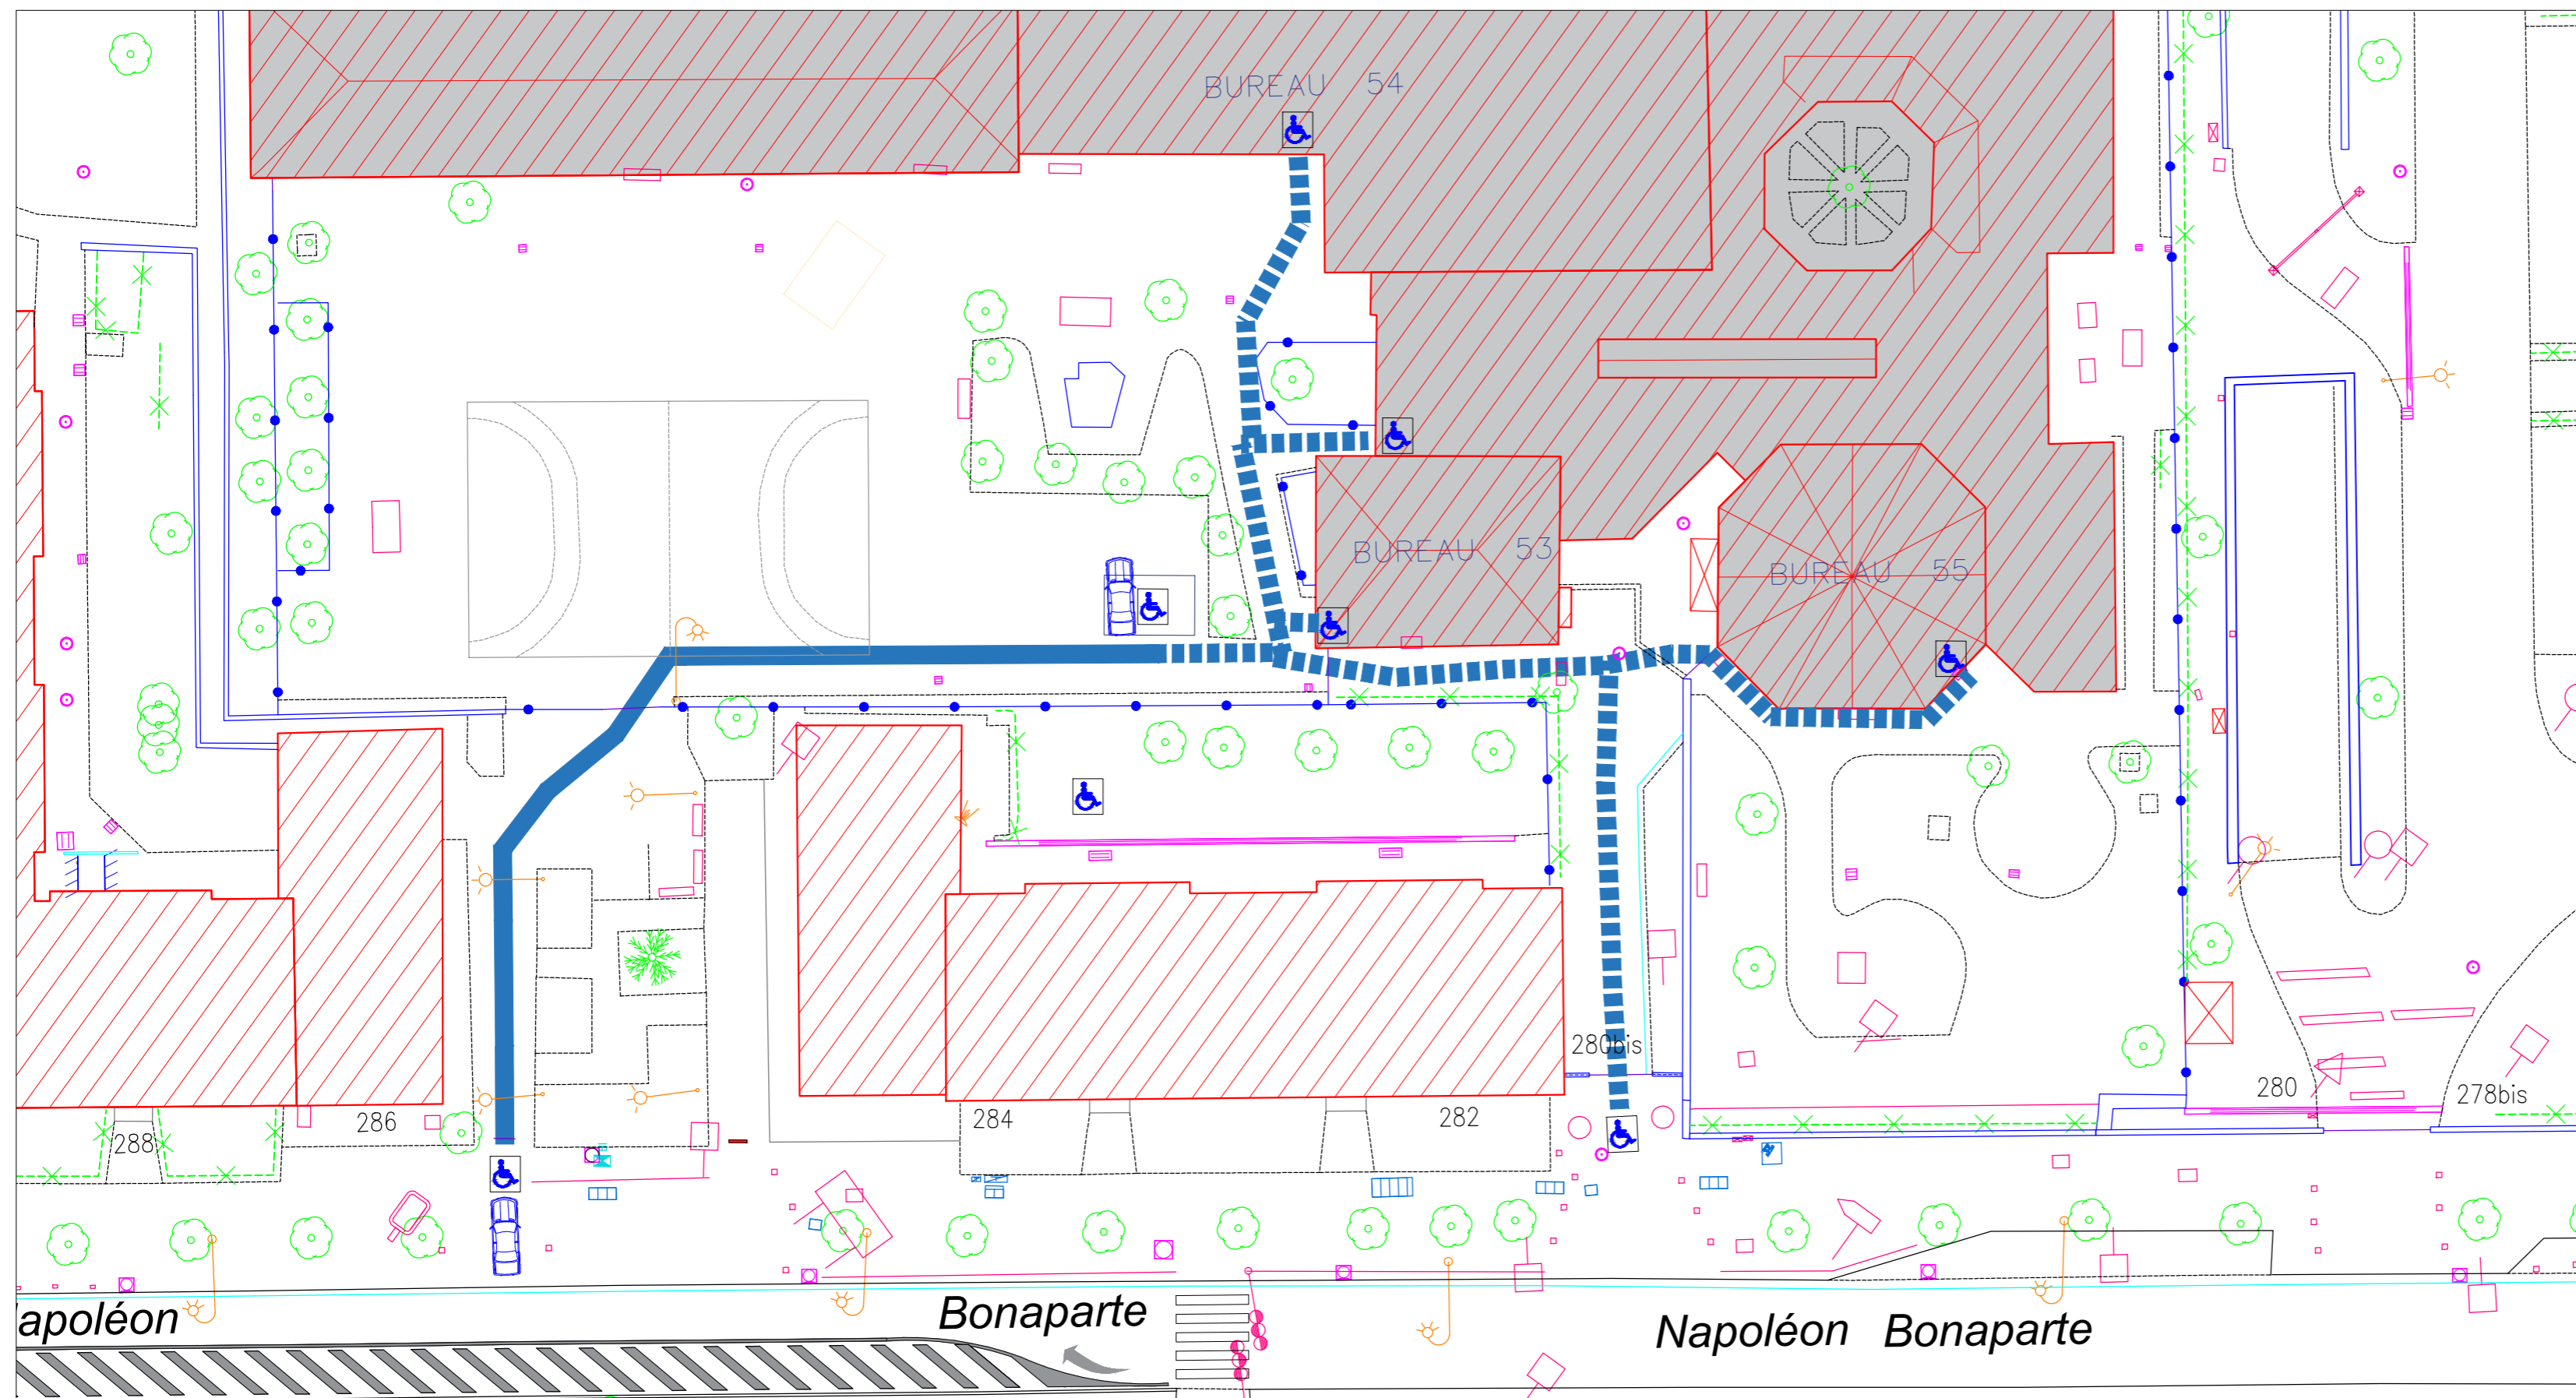 BUREAU 54
BUREAU 53
BUREAU 55
280bis
286
288
284
282
280
278bis
apoléon
Bonaparte
Napoléon Bonaparte